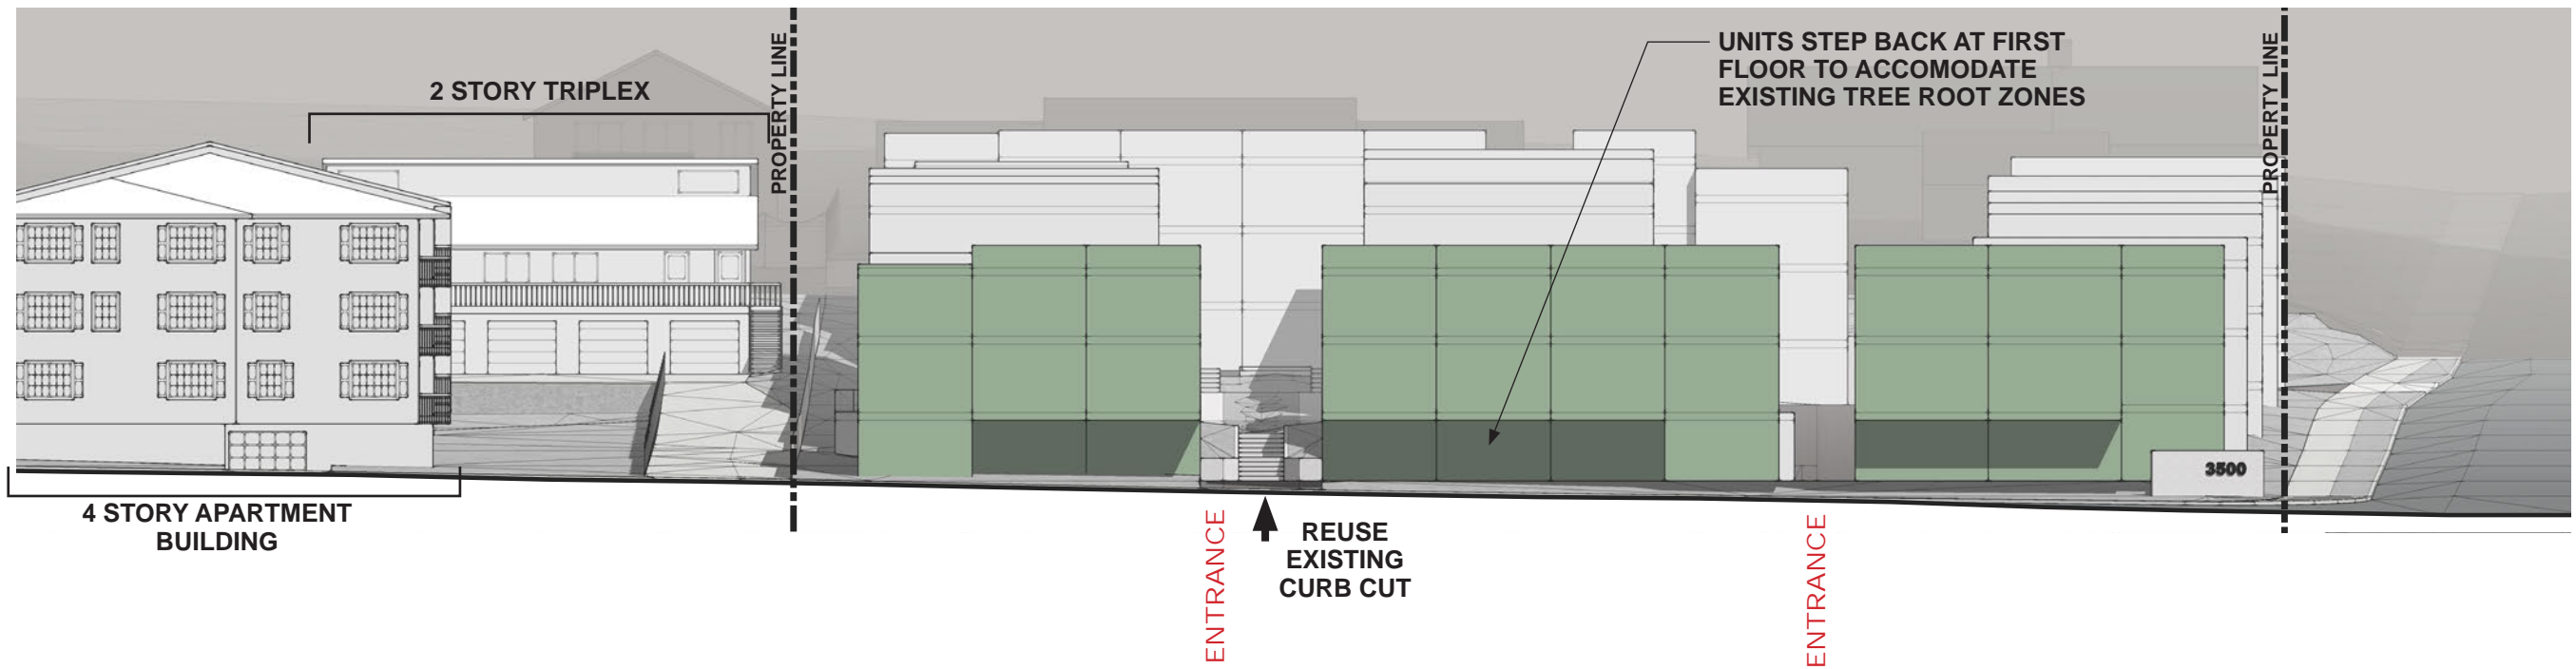 2 STORY TRIPLEX
PROPERTY LINE
UNITS STEP BACK AT FIRST
FLOOR TO ACCOMODATE
EXISTING TREE ROOT ZONES
PROPERTY LINE
3500
4 STORY APARTMENT
BUILDING
ENTRANCE
REUSE
EXISTING
CURB CUT
ENTRANCE